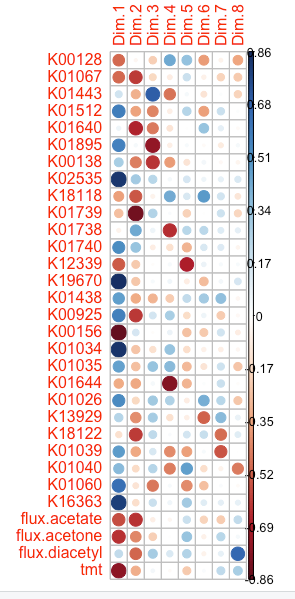 Dim.1 Dim.2 Dim.3 Dim.4 Dim.5 Dim.6 Dim.7 Dim.8
K00128
K01067
K01443
K01512
K01640
K01895
K00138
K02535
K18118
K01739
K01738
K01740
K12339
K19670
K01438
K00925
K00156
K01034
K01035
K01644
K01026
K13929
K18122
K01039
K01040
K01060
K16363
flux.acetate
flux.acetone
flux.diacetyl
tmt
0.86
0.68
0.51
0.34
0.17
0
-0.17
-0.35
-0.52
-0.69
-0.86